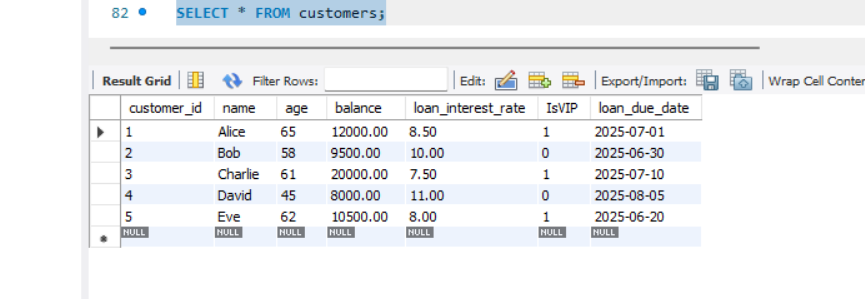 82 SELECT * FROM customers;
Result Grid Filter Rows: Edit: Export/Import: Wrap Cell Conter
customer_id name age balance loan_interest_rate IsVIP loan_due_date
1 Alice 65 12000.00 8.50 1 2025-07-01
2 Bob 58 9500.00 10.00 0 2025-06-30
3 Charlie 61 20000.00 7.50 1 2025-07-10
4 David 45 8000.00 11.00 0 2025-08-05
5 Eve 62 10500.00 8.00 1 2025-06-20
NULL NULL NULL NULL NULL NULL NULL